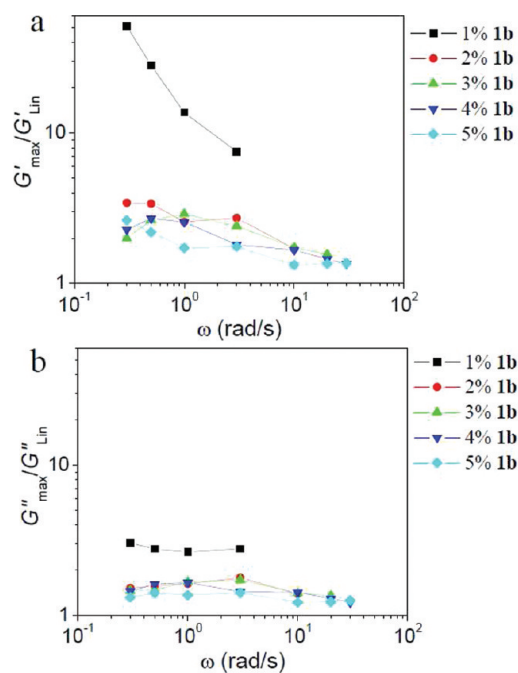 a
1% 1b
2% 1b
3% 1b
4% 1b
5% 1b
G'max/G'Lin
10
1
10⁻¹
10⁰
10¹
10²
ω (rad/s)
b
1% 1b
2% 1b
3% 1b
4% 1b
5% 1b
G"max/G"Lin
10
1
10⁻¹
10⁰
10¹
10²
ω (rad/s)